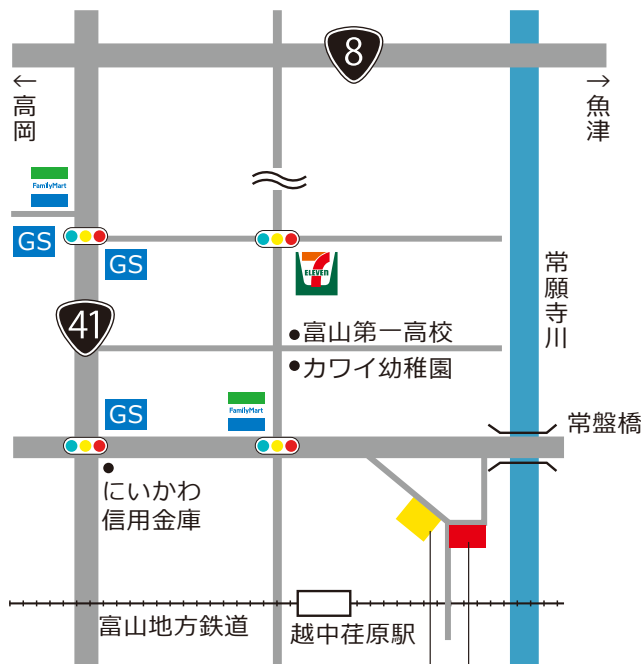 8
←
高岡
→
魚津
FamilyMart
GS
GS
ELEVEN
常願寺川
41
富山第一高校
カワイ幼稚園
GS
FamilyMart
常盤橋
にいかわ
信用金庫
富山地方鉄道
越中荏原駅